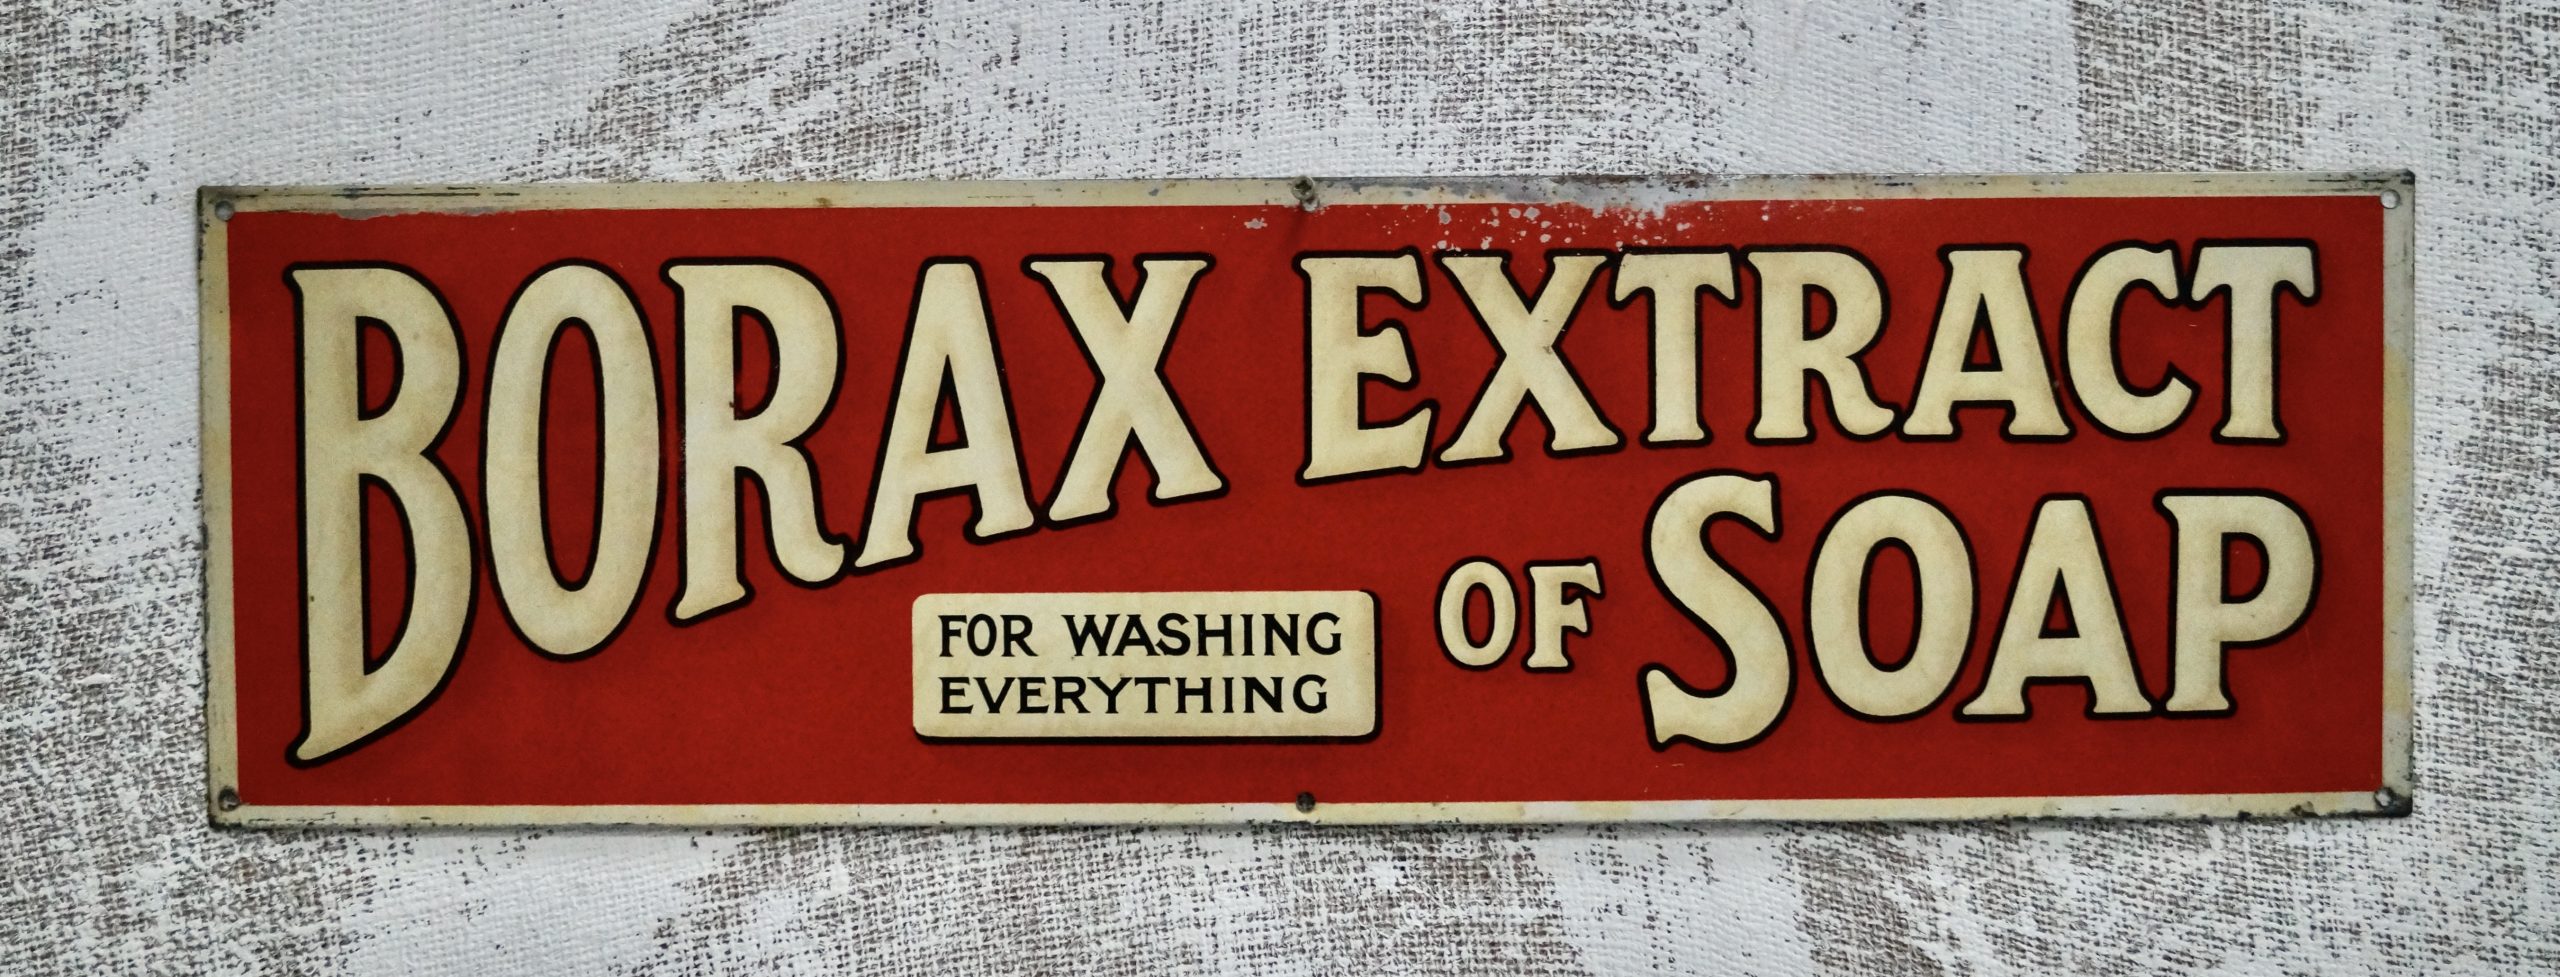 BORAX EXTRACT
OF SOAP
FOR WASHING
EVERYTHING